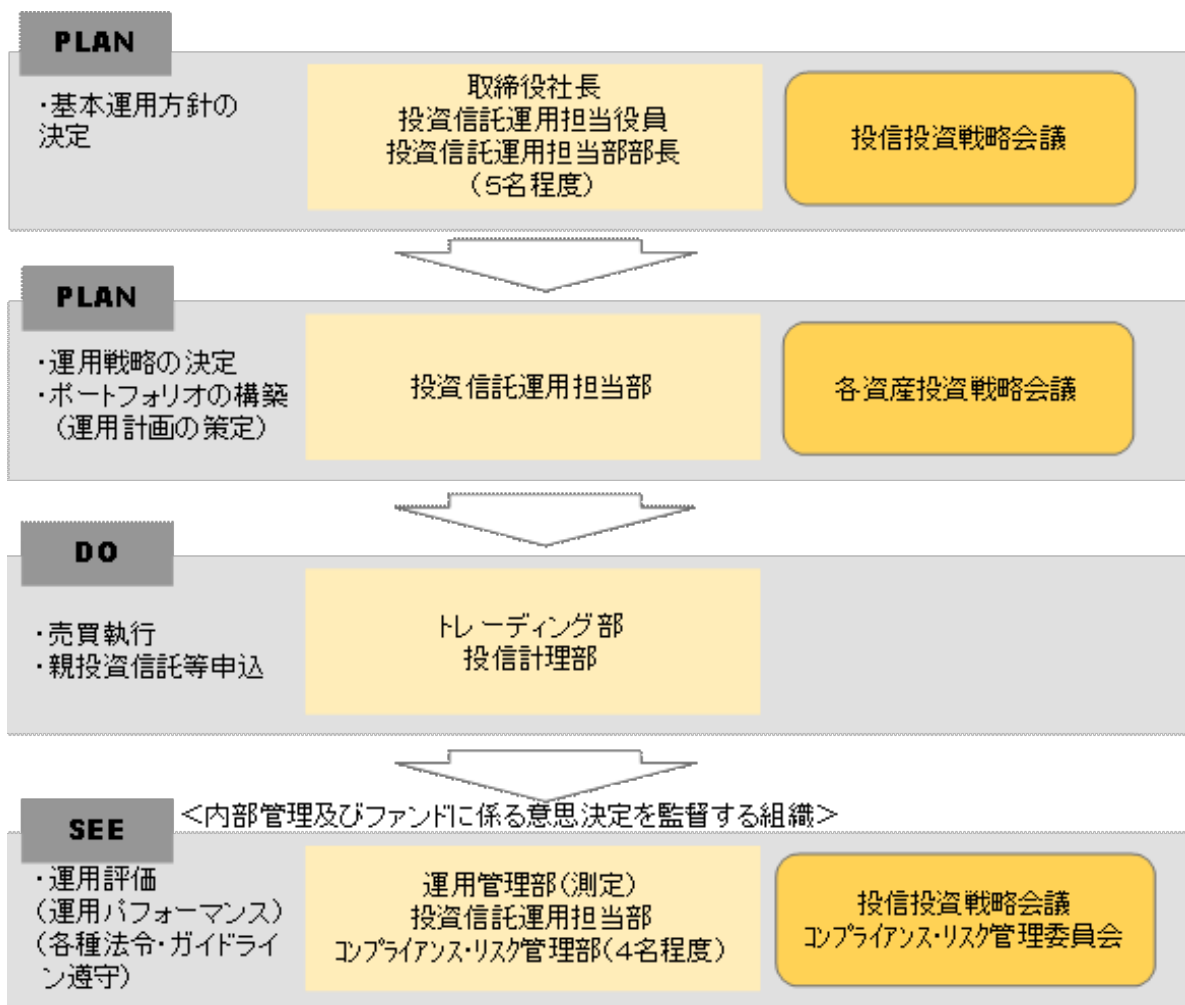 PLAN
・基本運用方針の
決定
取締役社長
投資信託運用担当役員
投資信託運用担当部部長
(5名程度)
投信投資戦略会議
PLAN
・運用戦略の決定
・ポートフォリオの構築
(運用計画の策定)
投資信託運用担当部
各資産投資戦略会議
DO
・売買執行
・親投資信託等申込
トレーディング部
投信計理部
SEE
<内部管理及びファンドに係る意思決定を監督する組織>
・運用評価
(運用パフォーマンス)
(各種法令・ガイドライ
ン遵守)
運用管理部(測定)
投資信託運用担当部
コンプライアンス・リスク管理部(4名程度)
投信投資戦略会議
コンプライアンス・リスク管理委員会